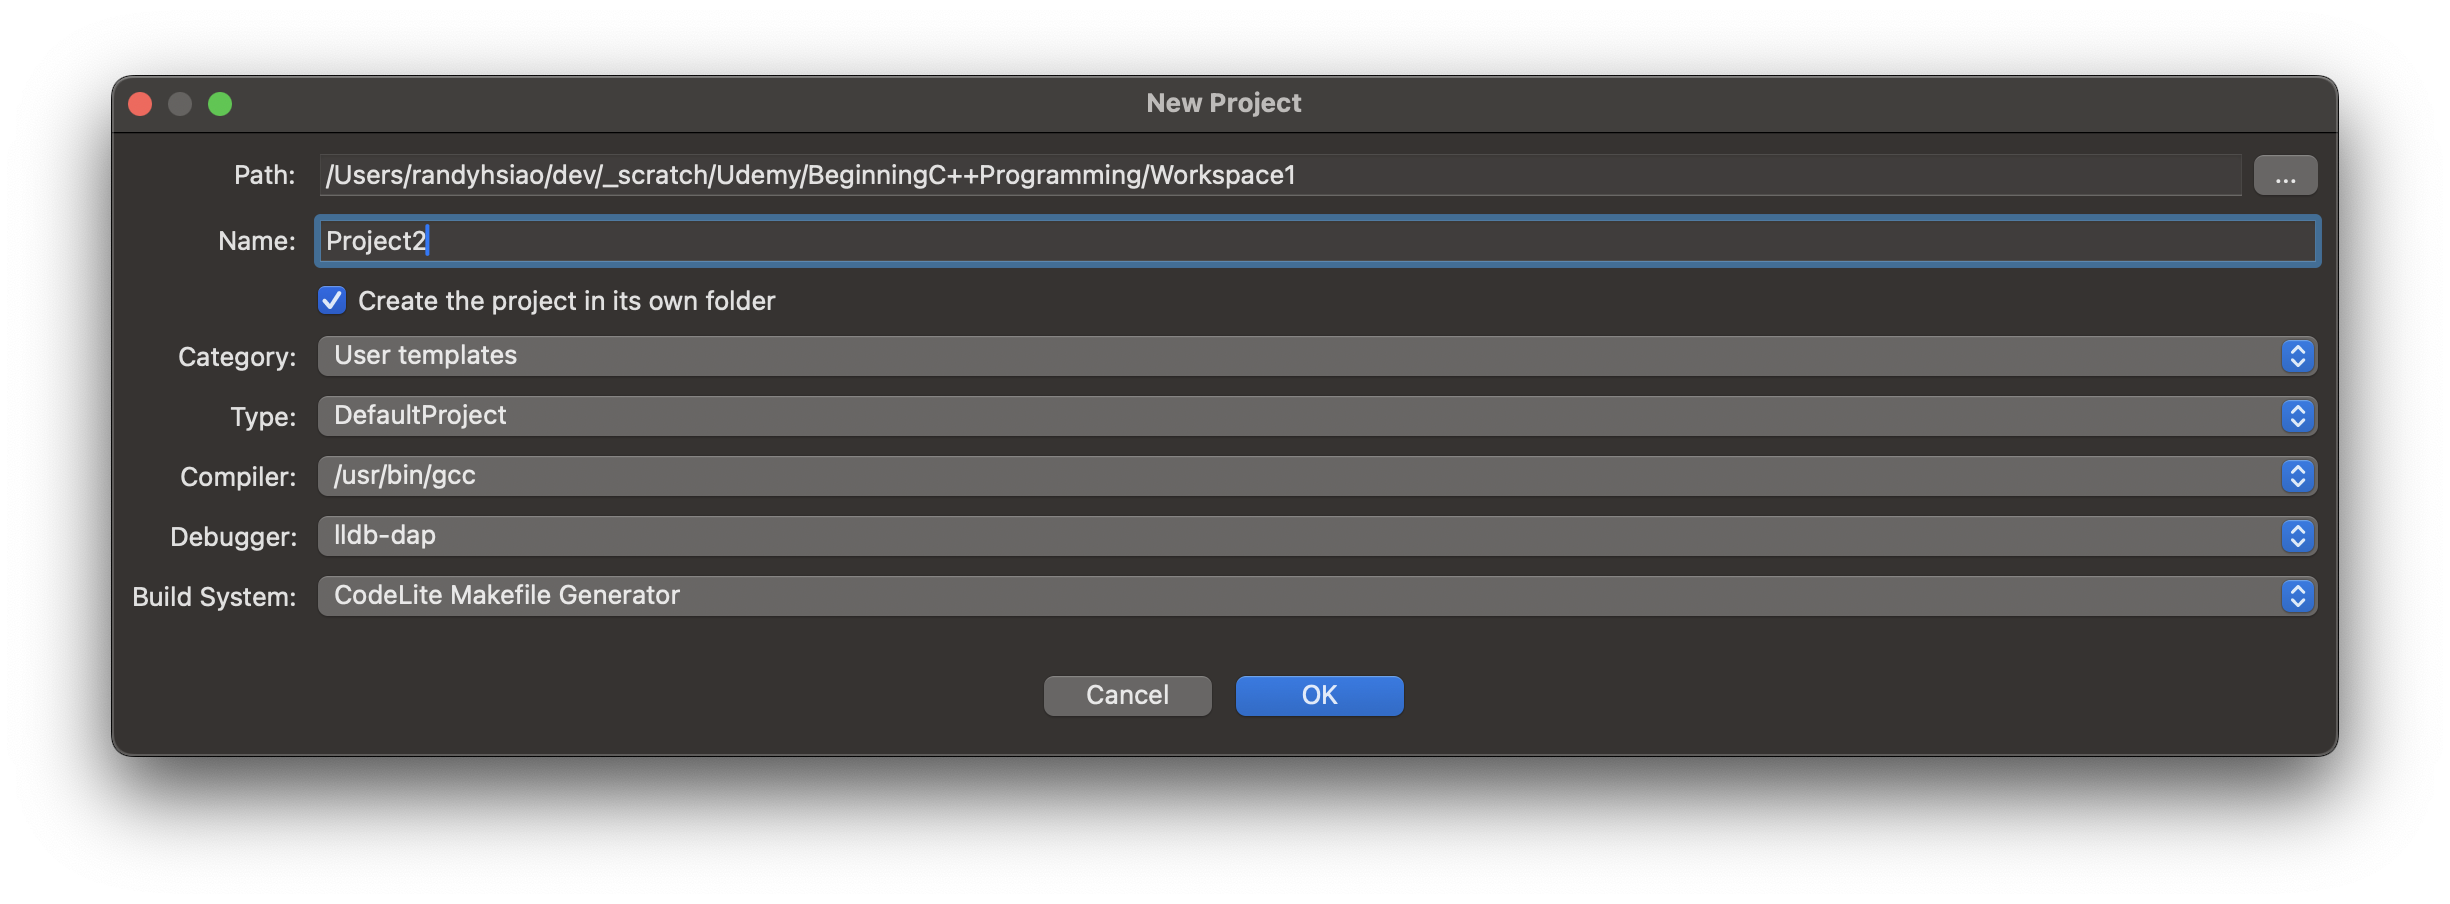 New Project
Path: /Users/randyhsiao/dev/_scratch/Udemy/BeginningC++Programming/Workspace1 ...
Name: Project2
Create the project in its own folder
Category: User templates
Type: DefaultProject
Compiler: /usr/bin/gcc
Debugger: lldb-dap
Build System: CodeLite Makefile Generator
Cancel OK